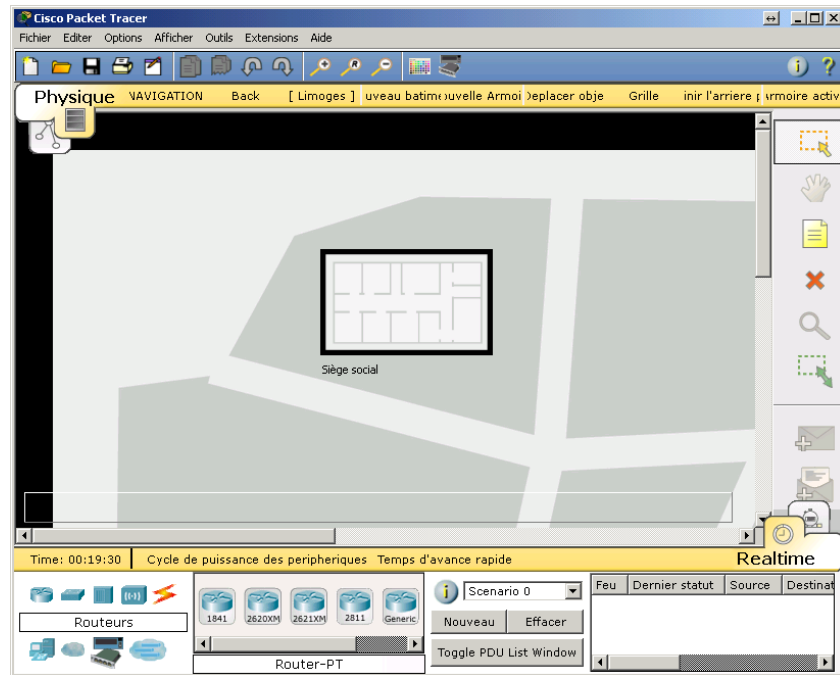 Cisco Packet Tracer
Fichier Editer Options Afficher Outils Extensions Aide
Physique NAVIGATION Back [ Limoges ] uveau batime ouvelle Armoi Deplacer obje Grille inir l'arriere p rmoire activ
Siège social
Time: 00:19:30 Cycle de puissance des peripheriques Temps d'avance rapide Realtime
Routeurs
1841 2620XM 2621XM 2811 Generic
Router-PT
Scenario 0
Nouveau Effacer
Toggle PDU List Window
Feu Dernier statut Source Destinat